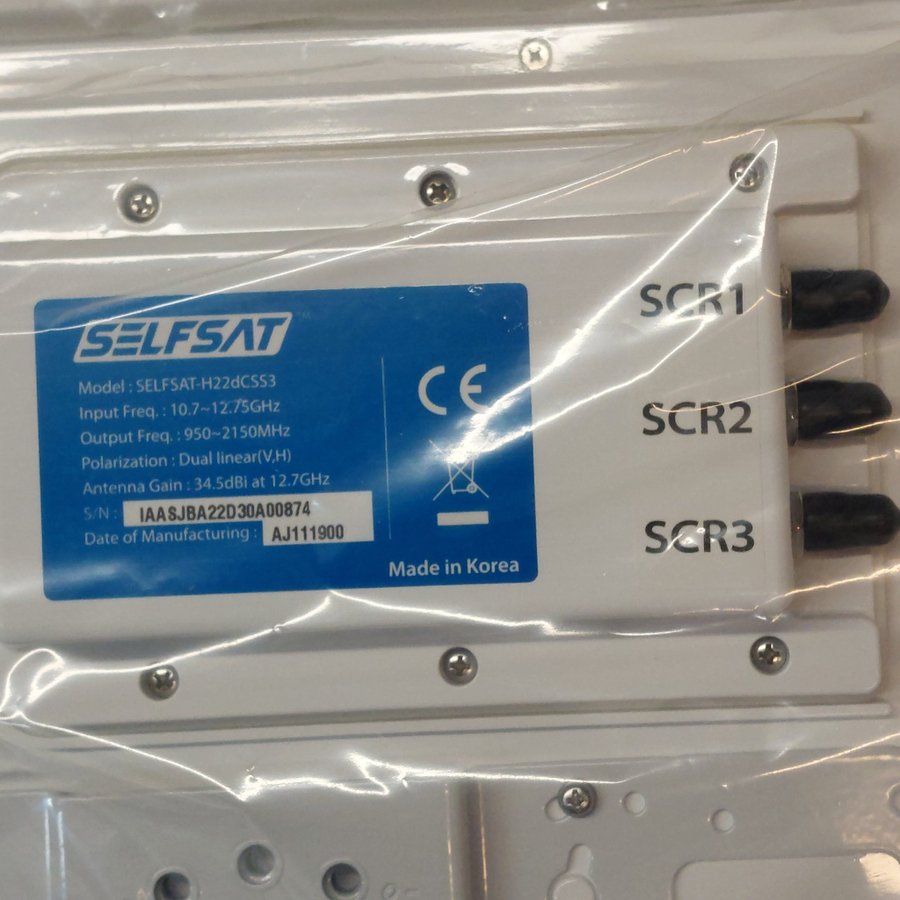 SELFSAT™
Model : SELFSAT-H22dCSS3
Input Freq. : 10.7~12.75GHz
Output Freq. : 950~2150MHz
Polarization : Dual linear(V,H)
Antenna Gain : 34.5dBi at 12.7GHz
S/N : IAASJBA22D30A00874
Date of Manufacturing : AJ111900
CE
Made in Korea
SCR1
SCR2
SCR3